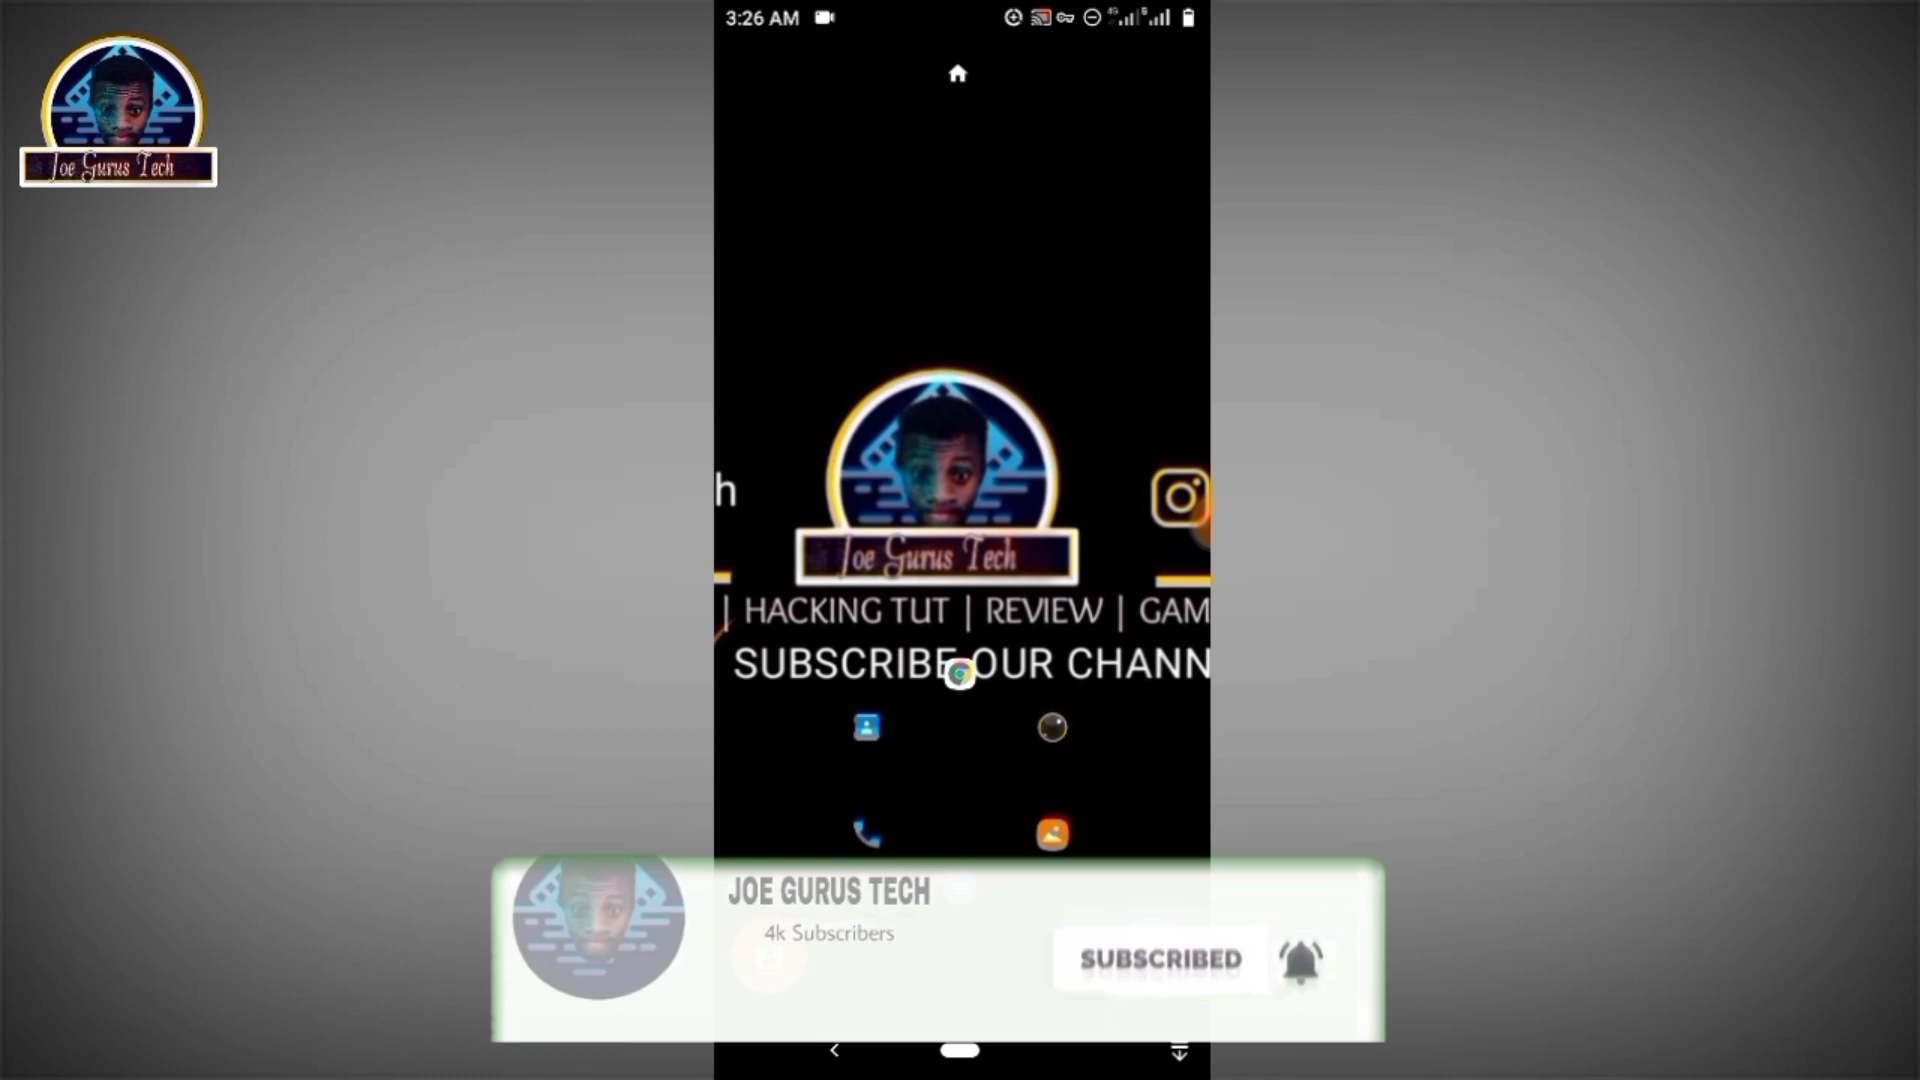 3:26 AM
Joe Gurus Tech
h
Joe Gurus Tech
| HACKING TUT | REVIEW | GAM
SUBSCRIBE OUR CHANN
JOE GURUS TECH
4k Subscribers
SUBSCRIBED